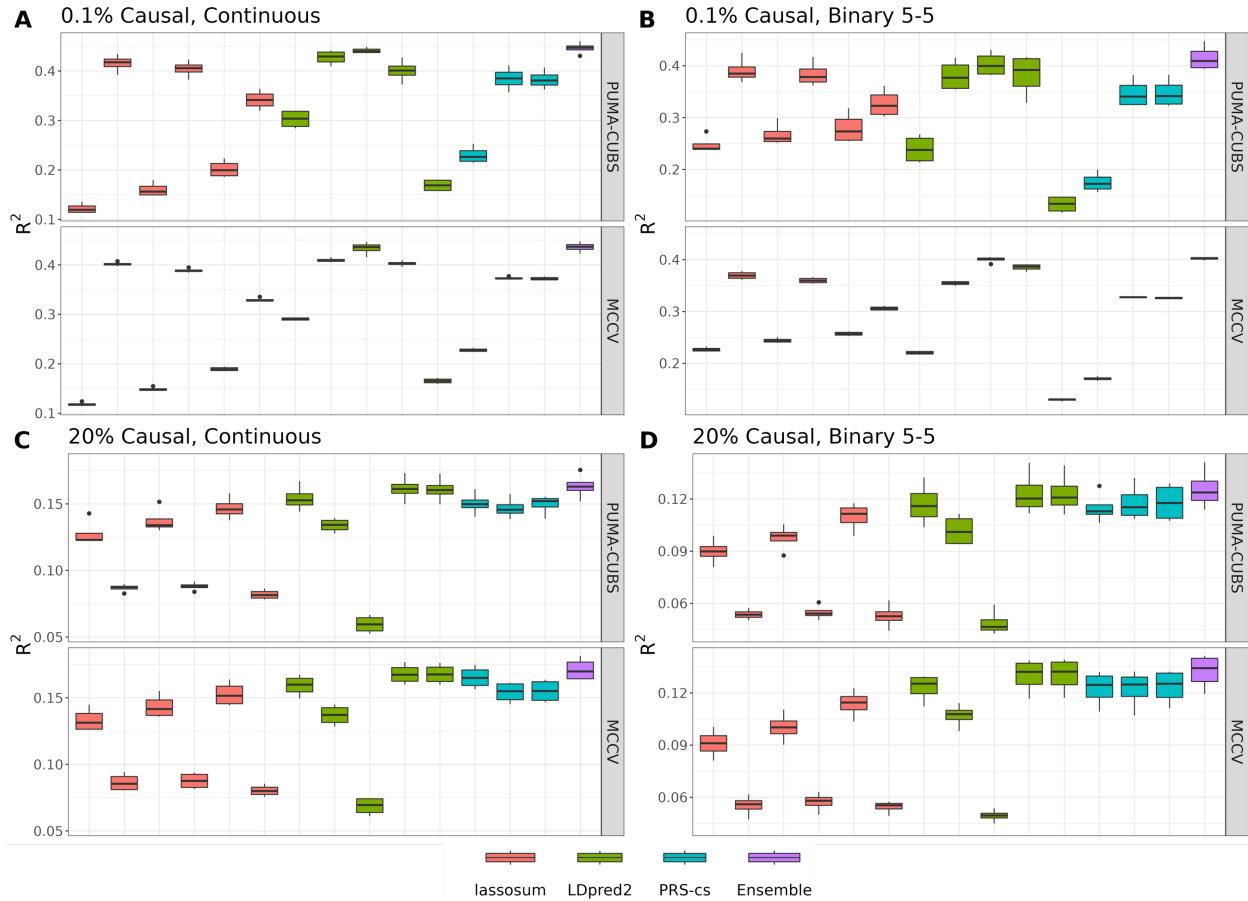 A 0.1% Causal, Continuous
0.4
0.3
0.2
0.1
PUMA-CUBS
R2
0.4
0.3
0.2
0.1
MCCV
B 0.1% Causal, Binary 5-5
0.4
0.3
0.2
PUMA-CUBS
R2
0.4
0.3
0.2
MCCV
C 20% Causal, Continuous
0.15
0.10
0.05
PUMA-CUBS
R2
0.15
0.10
0.05
MCCV
D 20% Causal, Binary 5-5
0.12
0.09
0.06
PUMA-CUBS
R2
0.12
0.09
0.06
MCCV
lassosum LDpred2 PRS-cs Ensemble